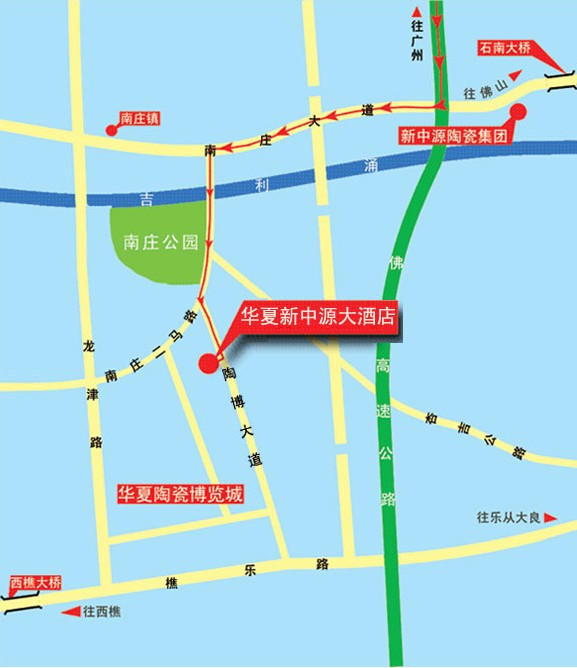 往广州
石南大桥
往佛山
南庄镇
南庄大道
新中源陶瓷集团
吉利涌
南庄公园
佛高速公路
华夏新中源大酒店
南庄二马路
龙津路
陶博大道
杏吉公路
华夏陶瓷博览城
往乐从大良
樵乐路
西樵大桥
往西樵